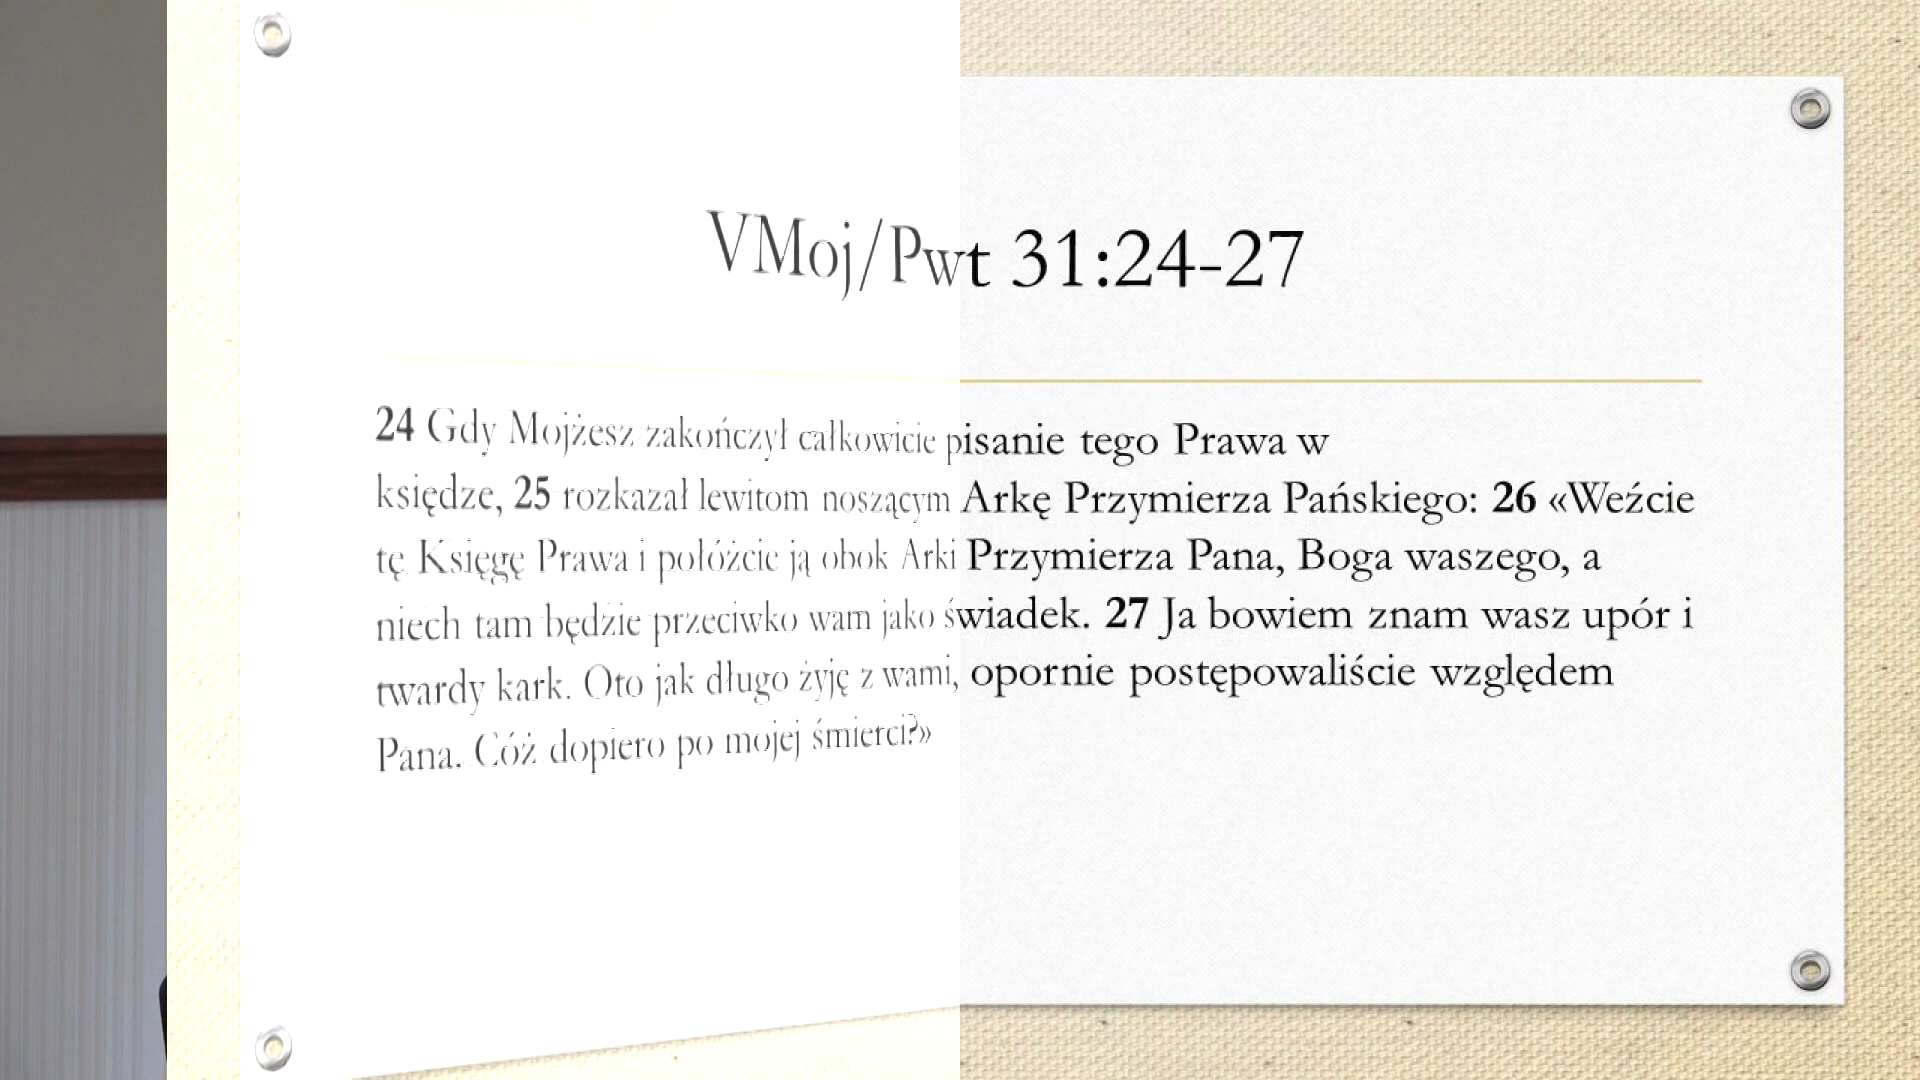 VMoj/Pwt 31:24-27
24 Gdy Mojżesz zakończył całkowicie pisanie tego Prawa w
księdze, 25 rozkazał lewitom noszącym Arkę Przymierza Pańskiego: 26 «Weźcie
tę Księgę Prawa i połóżcie ją obok Arki Przymierza Pana, Boga waszego, a
niech tam będzie przeciwko wam jako świadek. 27 Ja bowiem znam wasz upór i
twardy kark. Oto jak długo żyję z wami, opornie postępowaliście względem
Pana. Cóż dopiero po mojej śmierci?»